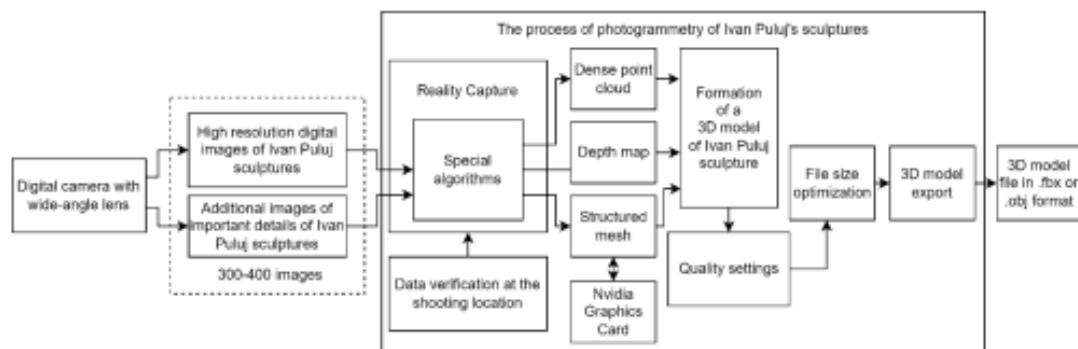 The process of photogrammetry of Ivan Puluj's sculptures
Digital camera with
wide-angle lens
High resolution digital
images of Ivan Puluj
sculptures
Additional images of
important details of Ivan
Puluj sculptures
300-400 images
Reality Capture
Special
algorithms
Data verification at the
shooting location
Dense point
cloud
Depth map
Structured
mesh
Nvidia
Graphics
Card
Formation
of a
3D model
of Ivan Puluj
sculpture
Quality settings
File size
optimization
3D model
export
3D model
file in .fbx or
.obj format